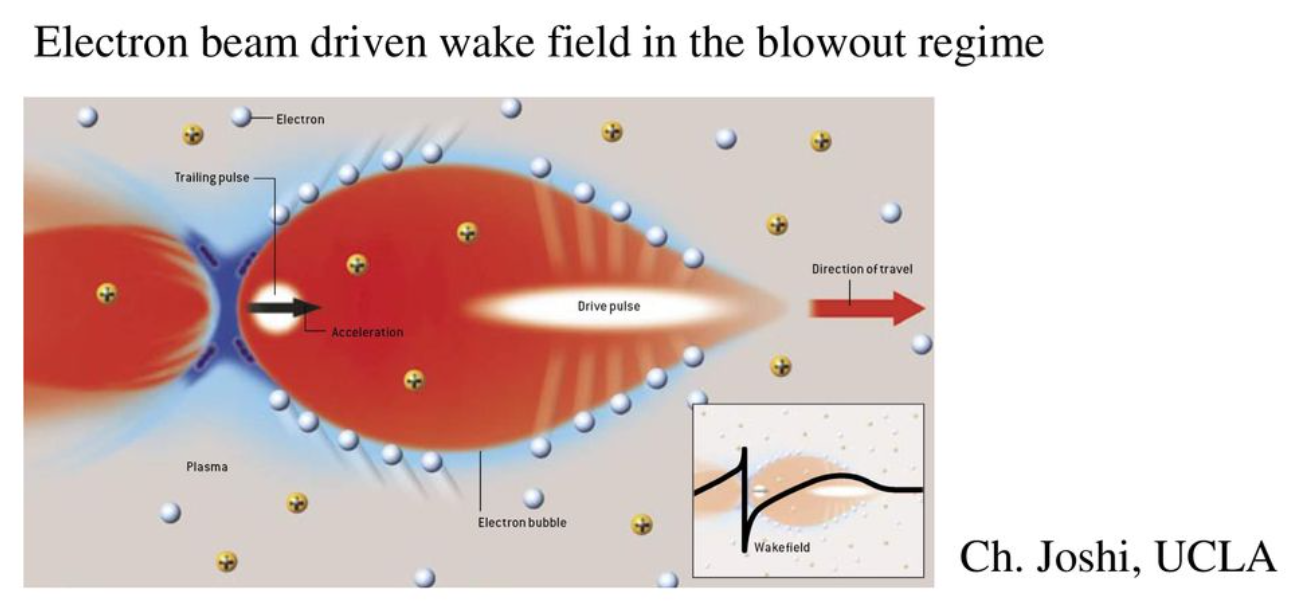 Electron beam driven wake field in the blowout regime
Electron
Trailing pulse
Direction of travel
Drive pulse
Acceleration
Plasma
Electron bubble
Wakefield
Ch. Joshi, UCLA